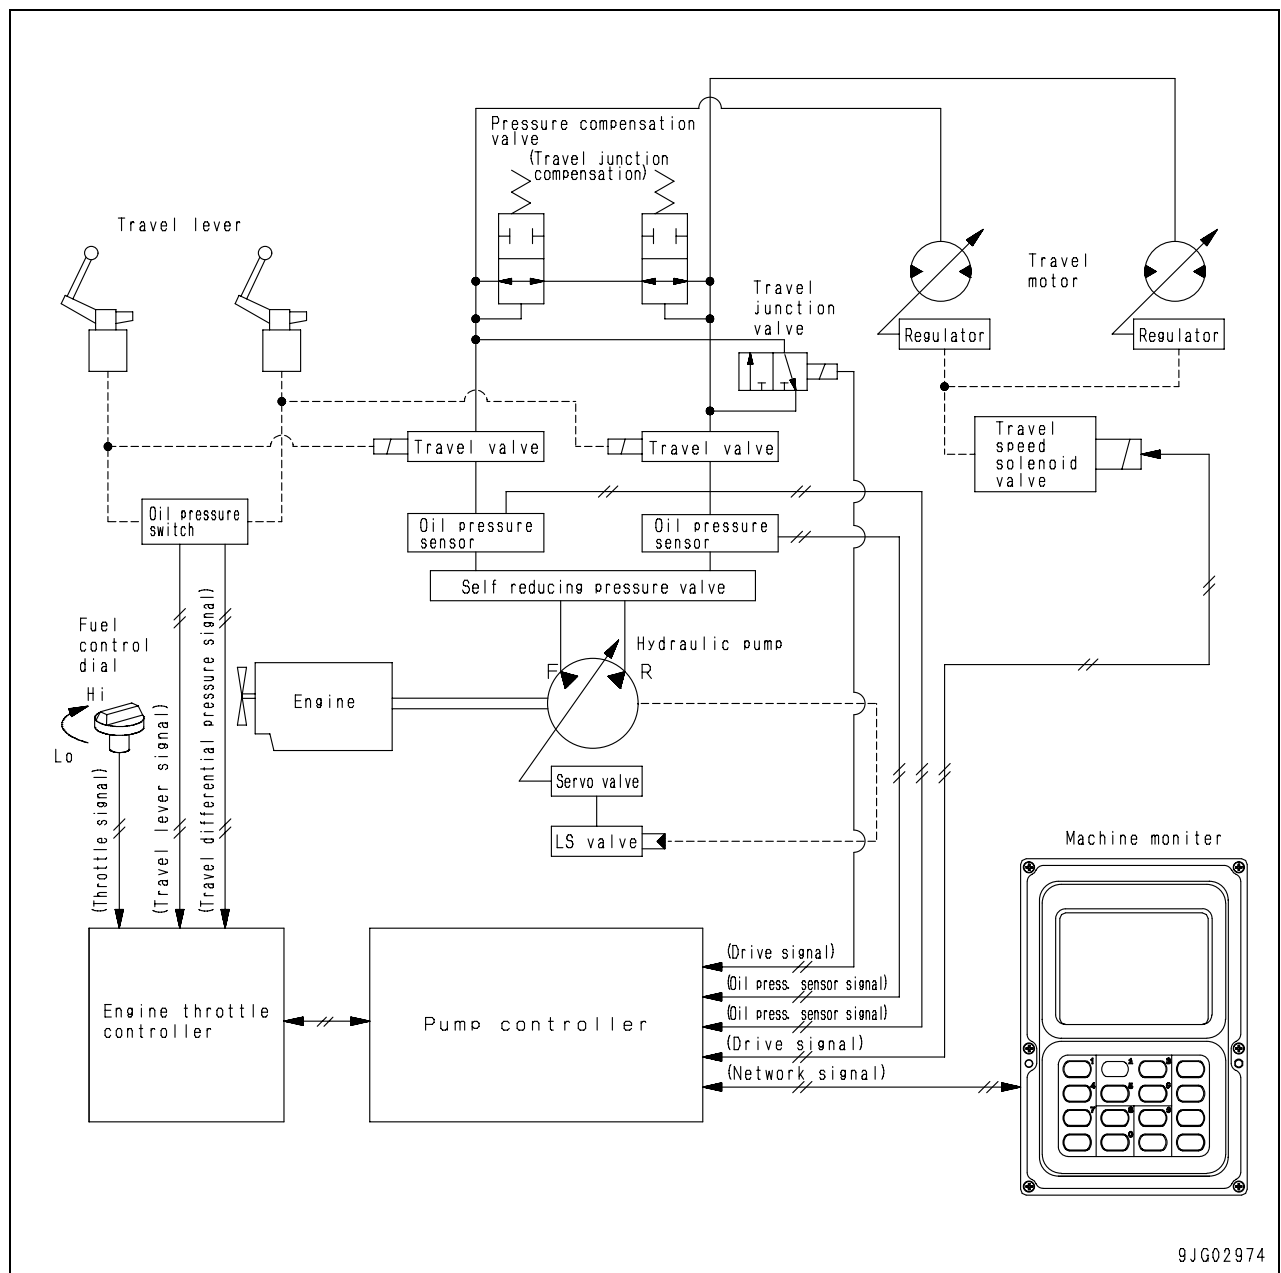 Pressure compensation
valve
(Travel junction
compensation)
Travel lever
Travel
motor
Travel
junction
valve
Regulator
Regulator
Travel
speed
solenoid
valve
Travel valve
Travel valve
Oil pressure
switch
Oil pressure
sensor
Oil pressure
sensor
Self reducing pressure valve
Fuel
control
dial
Hi
Lo
Hydraulic pump
F
R
Engine
Servo valve
LS valve
(Throttle signal)
(Travel lever signal)
(Travel differential pressure signal)
Machine moniter
Engine throttle
controller
Pump controller
(Drive signal)
(Oil press. sensor signal)
(Oil press. sensor signal)
(Drive signal)
(Network signal)
9JG02974